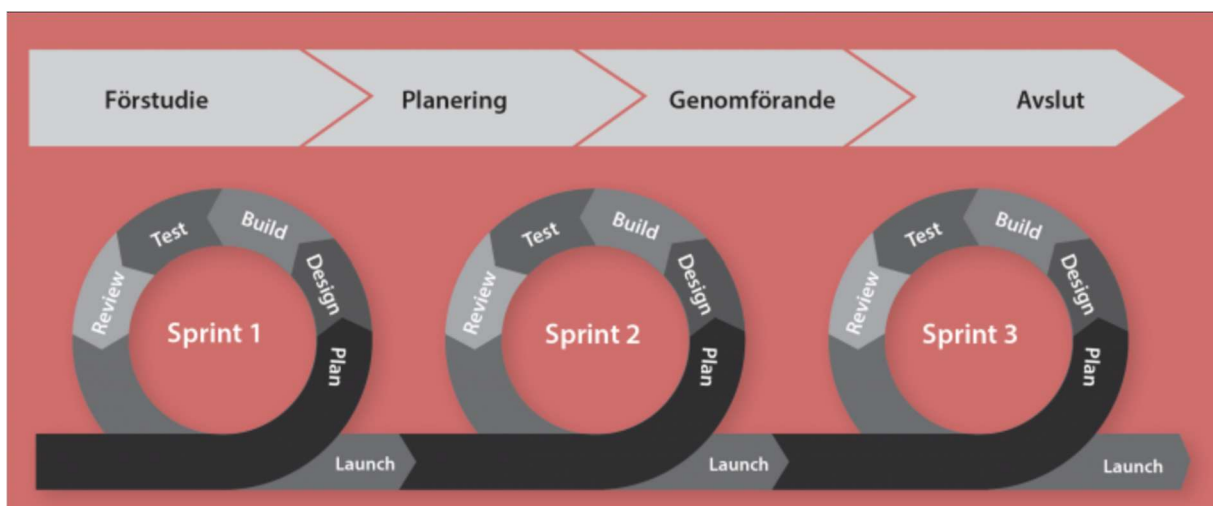 Förstudie
Planering
Genomförande
Avslut
Review
Test
Build
Design
Plan
Sprint 1
Launch
Review
Test
Build
Design
Plan
Sprint 2
Launch
Review
Test
Build
Design
Plan
Sprint 3
Launch